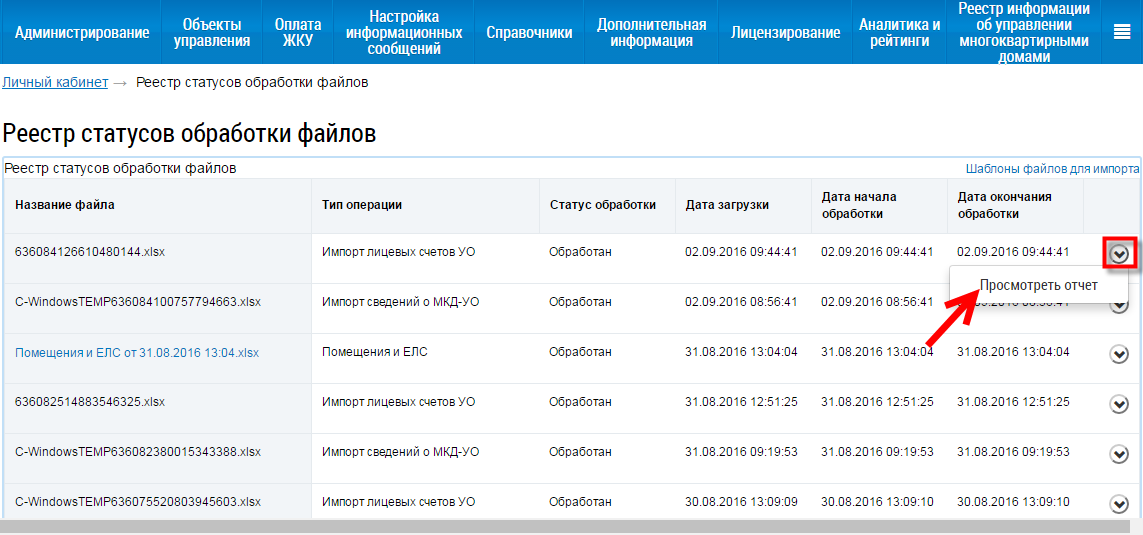 Администрирование
Объекты
управления
Оплата
ЖКУ
Настройка
информационных
сообщений
Справочники
Дополнительная
информация
Лицензирование
Аналитика и
рейтинги
Реестр информации
об управлении
многоквартирными
домами
Личный кабинет → Реестр статусов обработки файлов
Реестр статусов обработки файлов
Реестр статусов обработки файлов Шаблоны файлов для импорта
Название файла Тип операции Статус обработки Дата загрузки Дата начала
обработки Дата окончания
обработки
636084126610480144.xlsx Импорт лицевых счетов УО Обработан 02.09.2016 09:44:41 02.09.2016 09:44:41 02.09.2016 09:44:41
Просмотреть отчет
C-WindowsTEMP636084100757794663.xlsx Импорт сведений о МКД-УО Обработан 02.09.2016 08:56:41 02.09.2016 08:56:41
Помещения и ЕЛС от 31.08.2016 13:04.xlsx Помещения и ЕЛС Обработан 31.08.2016 13:04:04 31.08.2016 13:04:04 31.08.2016 13:04:04
636082514883546325.xlsx Импорт лицевых счетов УО Обработан 31.08.2016 12:51:25 31.08.2016 12:51:25 31.08.2016 12:51:25
C-WindowsTEMP636082380015343388.xlsx Импорт сведений о МКД-УО Обработан 31.08.2016 09:19:53 31.08.2016 09:19:53 31.08.2016 09:19:53
C-WindowsTEMP636075520803945603.xlsx Импорт лицевых счетов УО Обработан 30.08.2016 13:09:09 30.08.2016 13:09:10 30.08.2016 13:09:10